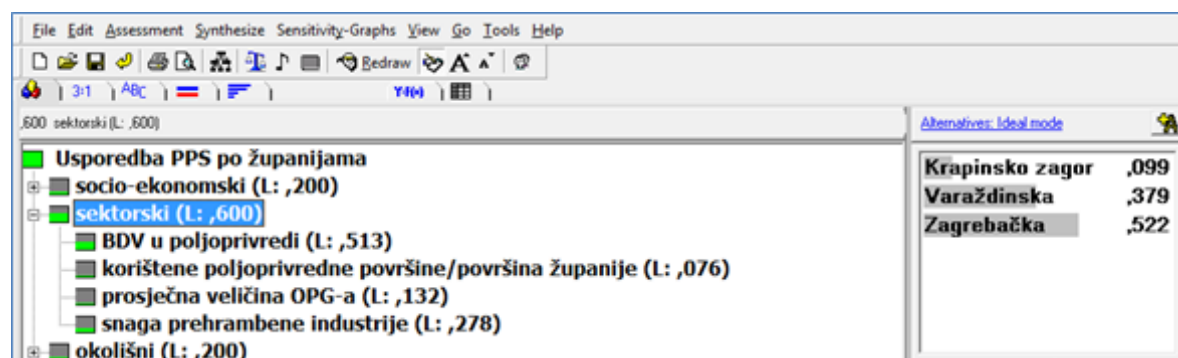 File Edit Assessment Synthesize Sensitivity-Graphs View Go Tools Help
Redraw A A
3:1 ABC Y=f(x)
,600 sektorski (L: ,600)
Alternatives: Ideal mode
Usporedba PPS po županijama
socio-ekonomski (L: ,200)
sektorski (L: ,600)
BDV u poljoprivredi (L: ,513)
korištene poljoprivredne površine/površina županije (L: ,076)
prosječna veličina OPG-a (L: ,132)
snaga prehrambene industrije (L: ,278)
okolišni (L: ,200)
Krapinsko zagor ,099
Varaždinska ,379
Zagrebačka ,522